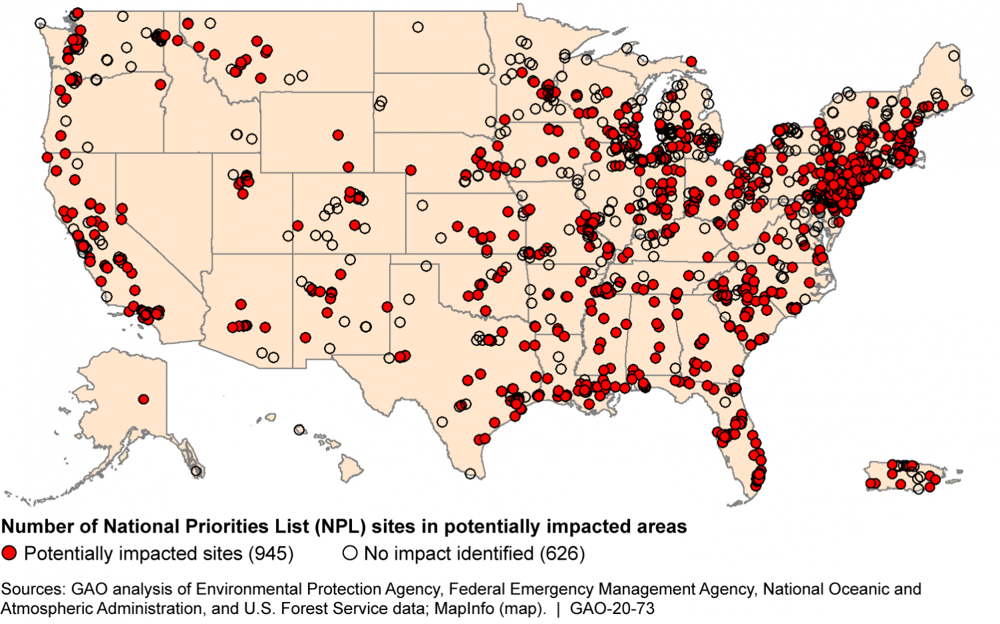 Number of National Priorities List (NPL) sites in potentially impacted areas
Potentially impacted sites (945) No impact identified (626)
Sources: GAO analysis of Environmental Protection Agency, Federal Emergency Management Agency, National Oceanic and
Atmospheric Administration, and U.S. Forest Service data; MapInfo (map). | GAO-20-73